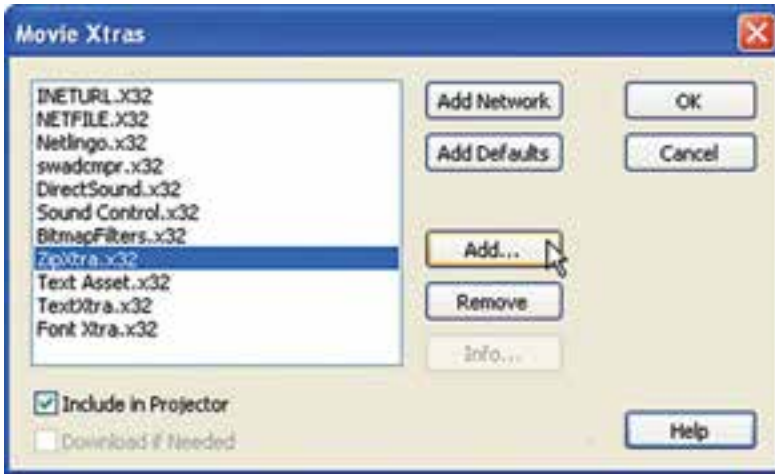 Movie Xtras
INETURL.X32
NETFILE.X32
Netlingo.x32
swadcmpr.x32
DirectSound.x32
Sound Control.x32
BitmapFilters.x32
ZipXtra.x32
Text Asset.x32
TextXtra.x32
Font Xtra.x32
Add Network
OK
Add Defaults
Cancel
Add...
Remove
Info...
Include in Projector
Download if Needed
Help